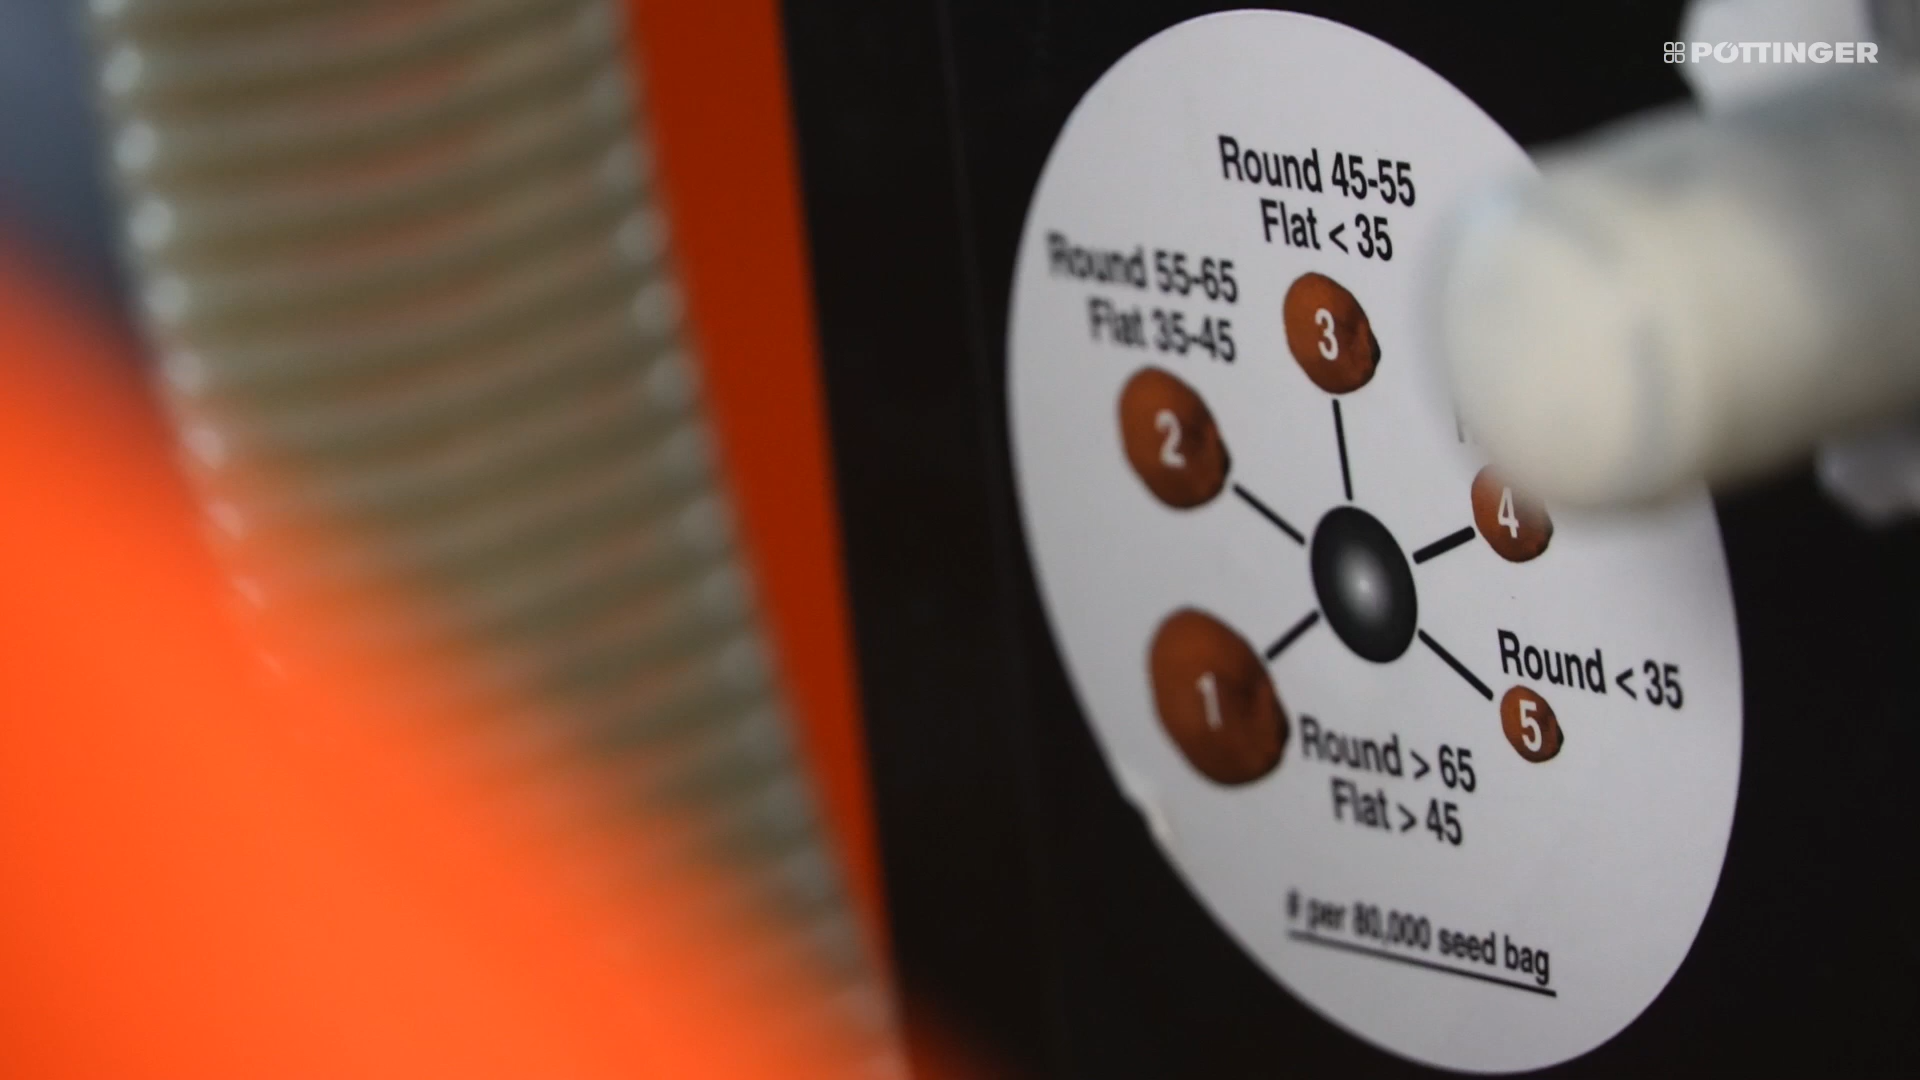 PÖTTINGER
Round 45-55
Flat < 35
Round 55-65
Flat 35-45
3
2
4
Round < 35
5
1
Round > 65
Flat > 45
# per 80,000 seed bag